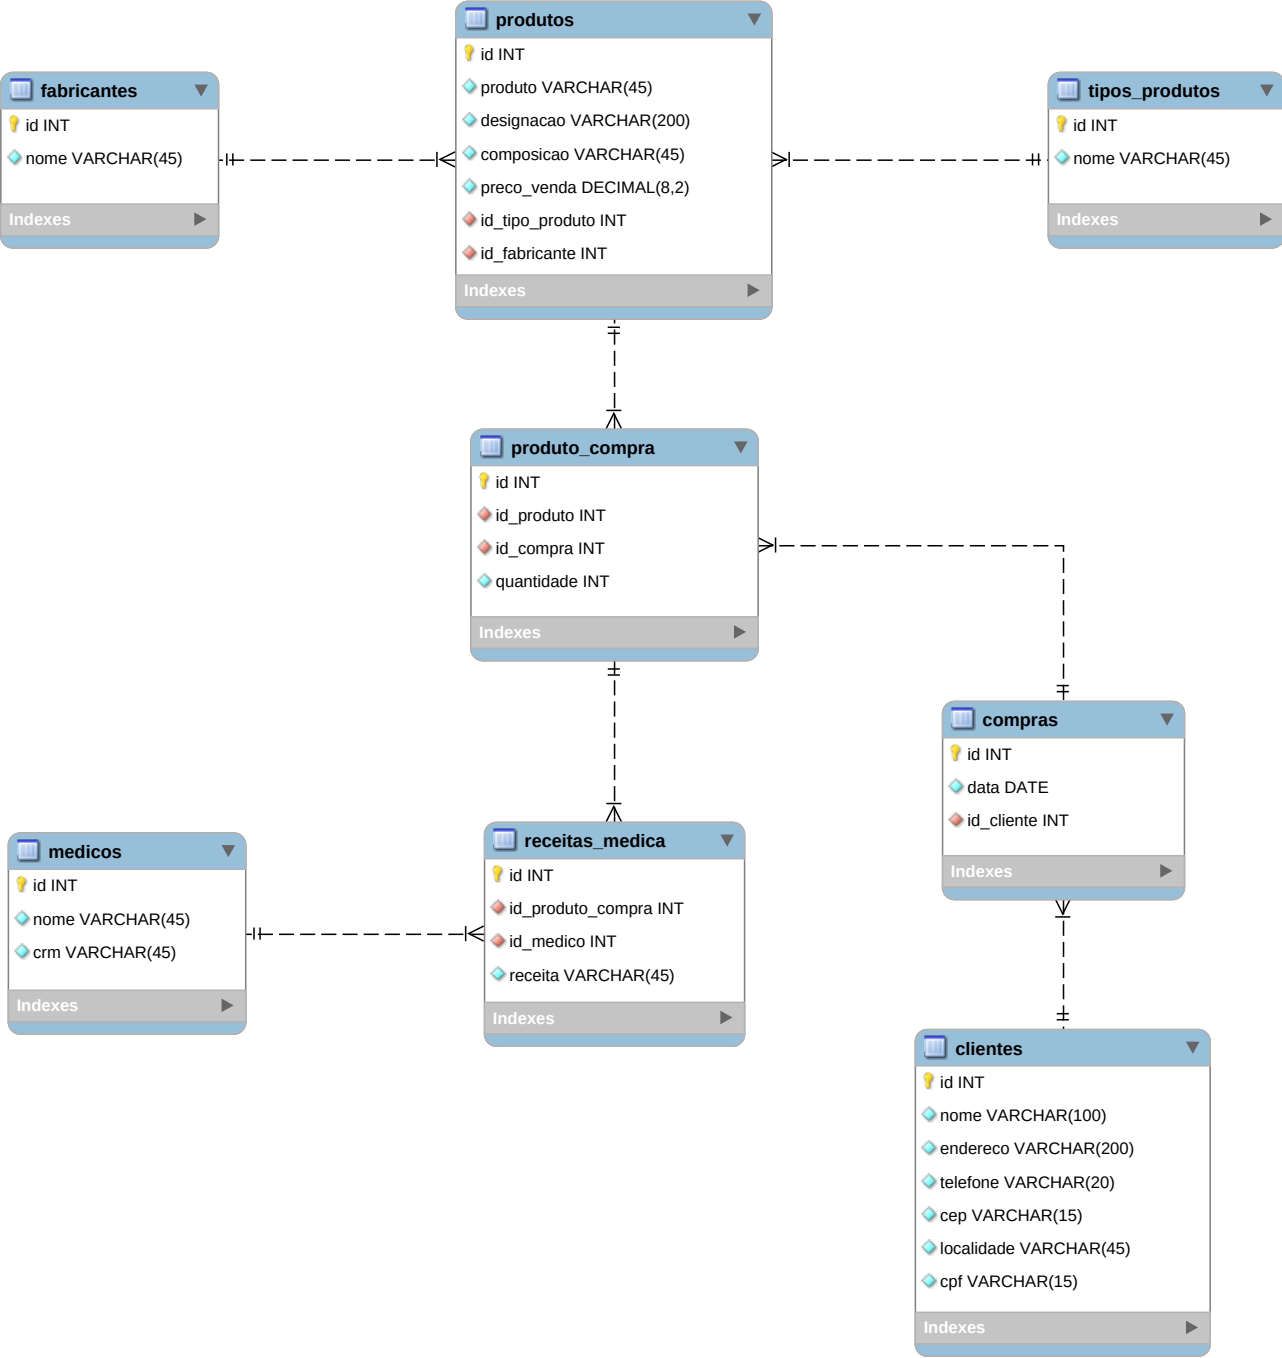 produtos
id INT
produto VARCHAR(45)
designacao VARCHAR(200)
composicao VARCHAR(45)
preco_venda DECIMAL(8,2)
id_tipo_produto INT
id_fabricante INT
Indexes
fabricantes
id INT
nome VARCHAR(45)
Indexes
tipos_produtos
id INT
nome VARCHAR(45)
Indexes
produto_compra
id INT
id_produto INT
id_compra INT
quantidade INT
Indexes
compras
id INT
data DATE
id_cliente INT
Indexes
medicos
id INT
nome VARCHAR(45)
crm VARCHAR(45)
Indexes
receitas_medica
id INT
id_produto_compra INT
id_medico INT
receita VARCHAR(45)
Indexes
clientes
id INT
nome VARCHAR(100)
endereco VARCHAR(200)
telefone VARCHAR(20)
cep VARCHAR(15)
localidade VARCHAR(45)
cpf VARCHAR(15)
Indexes